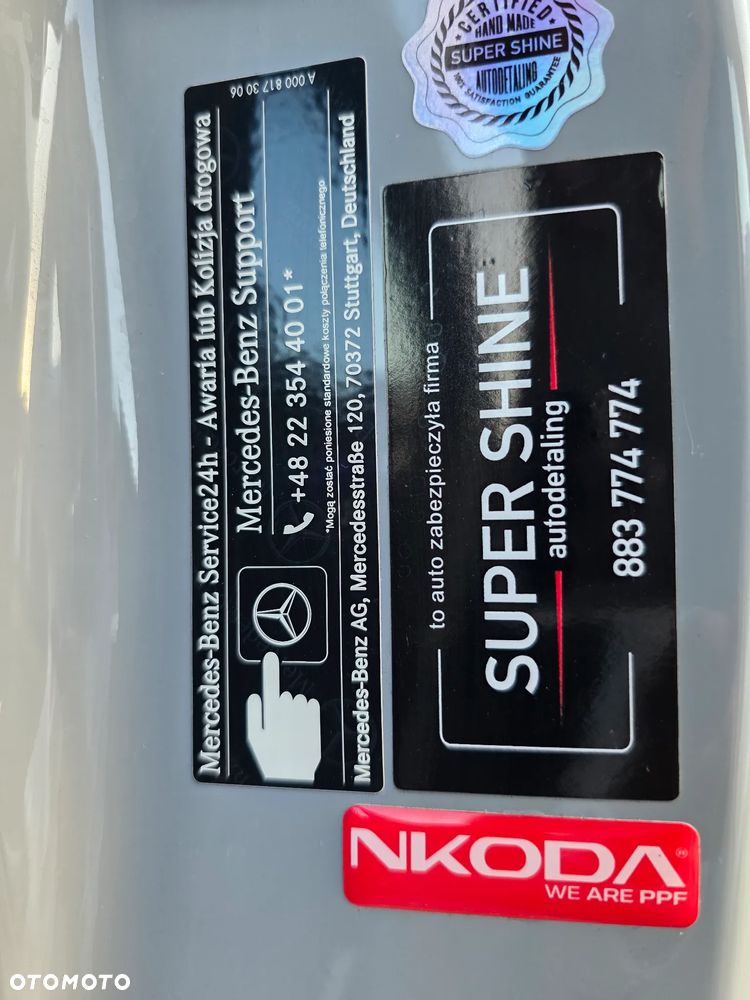 CERTIFIED
HAND MADE
SUPER SHINE
AUTODETALING
100% SATISFACTION GUARANTEE
A 000 817 30 06
Mercedes-Benz Service24h - Awaria lub Kolizja drogowa
Mercedes-Benz Support
+48 22 354 40 01*
*Mogą zostać poniesione standardowe koszty połączenia telefonicznego
Mercedes-Benz AG, Mercedesstraße 120, 70372 Stuttgart, Deutschland
to auto zabezpieczyła firma
SUPER SHINE
autodetaling
883 774 774
NKODA
WE ARE PPF
OTOMOTO